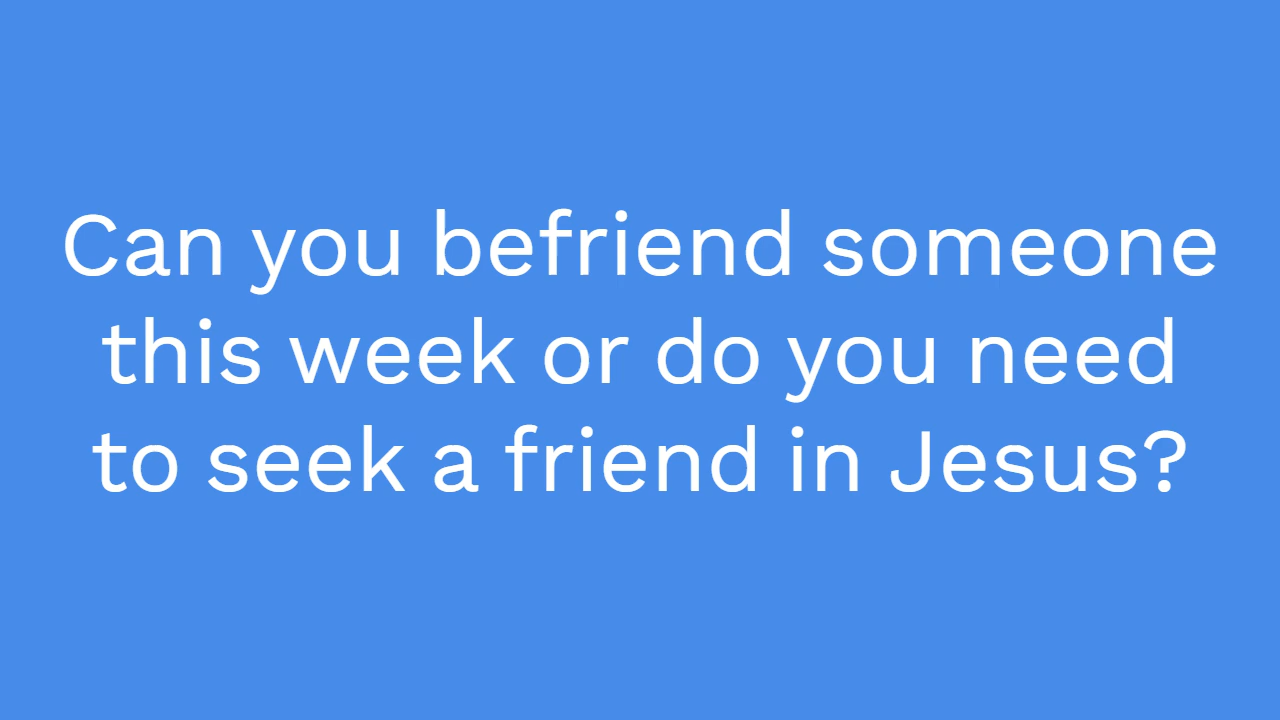 Can you befriend someone
this week or do you need
to seek a friend in Jesus?